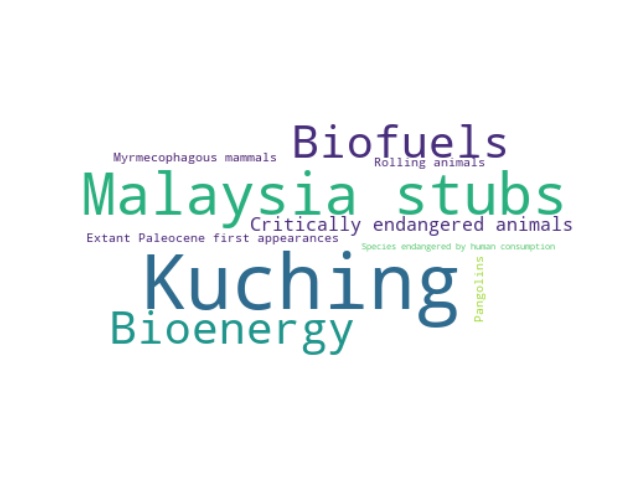 Biofuels
Myrmecophagous mammals
Rolling animals
Malaysia stubs
Critically endangered animals
Extant Paleocene first appearances
Species endangered by human consumption
Kuching
Pangolins
Bioenergy